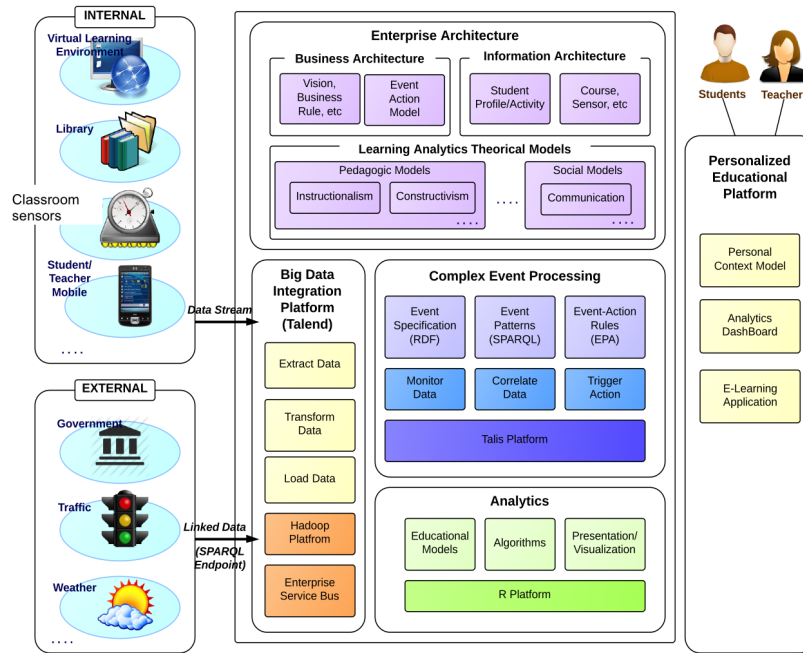 INTERNAL
Virtual Learning
Environment
Library
Classroom
sensors
Student/
Teacher
Mobile
....
Data Stream
EXTERNAL
Government
Traffic
Linked Data
(SPARQL
Endpoint)
Weather
....
Enterprise Architecture
Business Architecture
Vision,
Business
Rule, etc
Event
Action
Model
Information Architecture
Student
Profile/Activity
Course,
Sensor, etc
Learning Analytics Theorical Models
Pedagogic Models
Instructionalism
Constructivism
....
....
Social Models
Communication
....
Big Data
Integration
Platform
(Talend)
Extract Data
Transform
Data
Load Data
Hadoop
Platfrom
Enterprise
Service Bus
Complex Event Processing
Event
Specification
(RDF)
Event
Patterns
(SPARQL)
Event-Action
Rules
(EPA)
Monitor
Data
Correlate
Data
Trigger
Action
Talis Platform
Analytics
Educational
Models
Algorithms
Presentation/
Visualization
R Platform
Students
Teacher
Personalized
Educational
Platform
Personal
Context Model
Analytics
DashBoard
E-Learning
Application